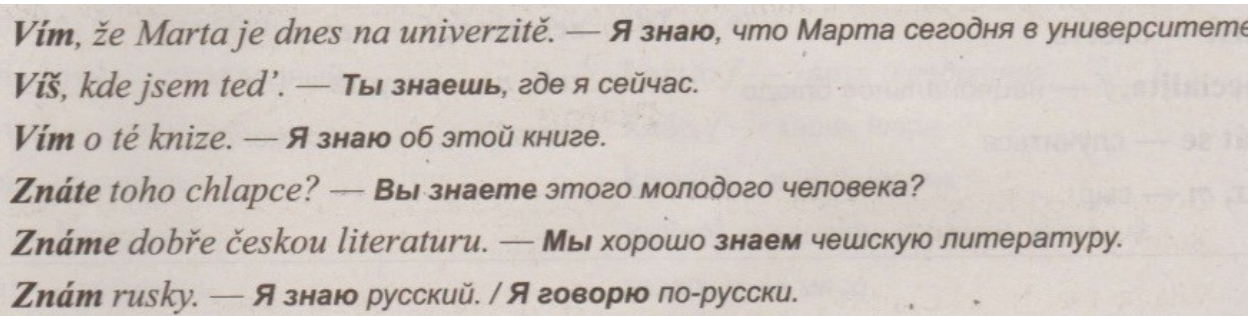 Vím, že Marta je dnes na univerzitě. — Я знаю, что Марта сегодня в университете
Víš, kde jsem teď. — Ты знаешь, где я сейчас.
Vím o té knize. — Я знаю об этой книге.
Znáte toho chlapce? — Вы знаете этого молодого человека?
Známe dobře českou literaturu. — Мы хорошо знаем чешскую литературу.
Znám rusky. — Я знаю русский. / Я говорю по-русски.